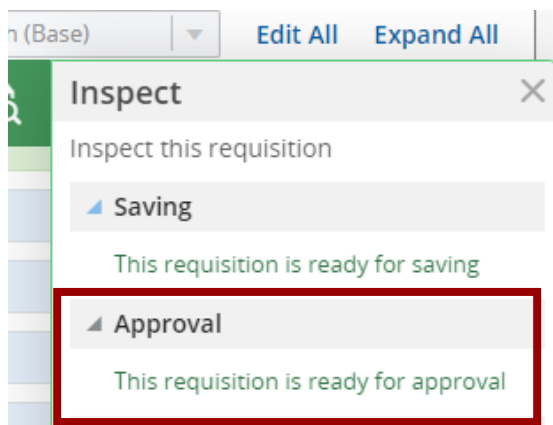 n (Base) Edit All Expand All
Inspect
Inspect this requisition
Saving
This requisition is ready for saving
Approval
This requisition is ready for approval